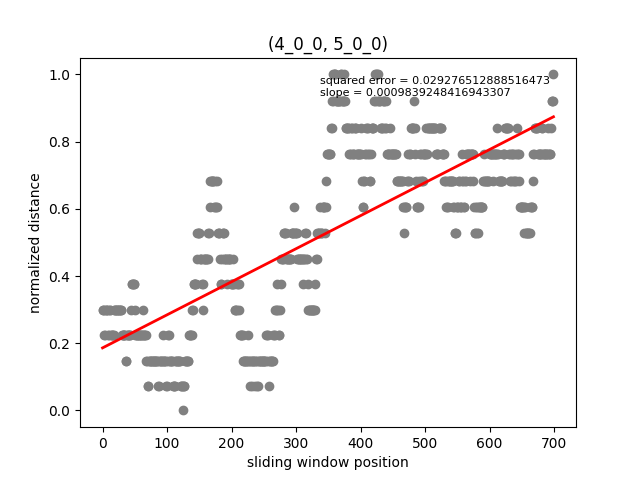 (4_0_0, 5_0_0)
squared error = 0.029276512888516473
slope = 0.0009839248416943307
normalized distance
1.0
0.8
0.6
0.4
0.2
0.0
0 100 200 300 400 500 600 700
sliding window position